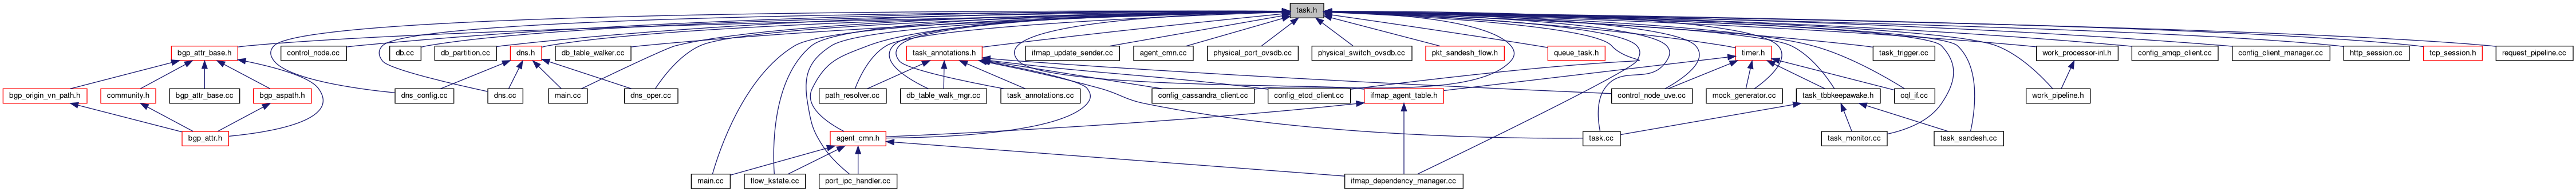 task.h
bgp_attr_base.h
control_node.cc
db.cc
db_partition.cc
dns.h
db_table_walker.cc
task_annotations.h
ifmap_update_sender.cc
agent_cmn.cc
physical_port_ovsdb.cc
physical_switch_ovsdb.cc
pkt_sandesh_flow.h
queue_task.h
timer.h
task_trigger.cc
work_processor-inl.h
config_amqp_client.cc
config_client_manager.cc
http_session.cc
tcp_session.h
request_pipeline.cc
bgp_origin_vn_path.h
community.h
bgp_attr_base.cc
bgp_aspath.h
dns_config.cc
dns.cc
main.cc
dns_oper.cc
path_resolver.cc
db_table_walk_mgr.cc
task_annotations.cc
config_cassandra_client.cc
config_etcd_client.cc
ifmap_agent_table.h
control_node_uve.cc
mock_generator.cc
task_tbbkeepawake.h
cql_if.cc
work_pipeline.h
bgp_attr.h
agent_cmn.h
task.cc
task_monitor.cc
task_sandesh.cc
main.cc
flow_kstate.cc
port_ipc_handler.cc
ifmap_dependency_manager.cc